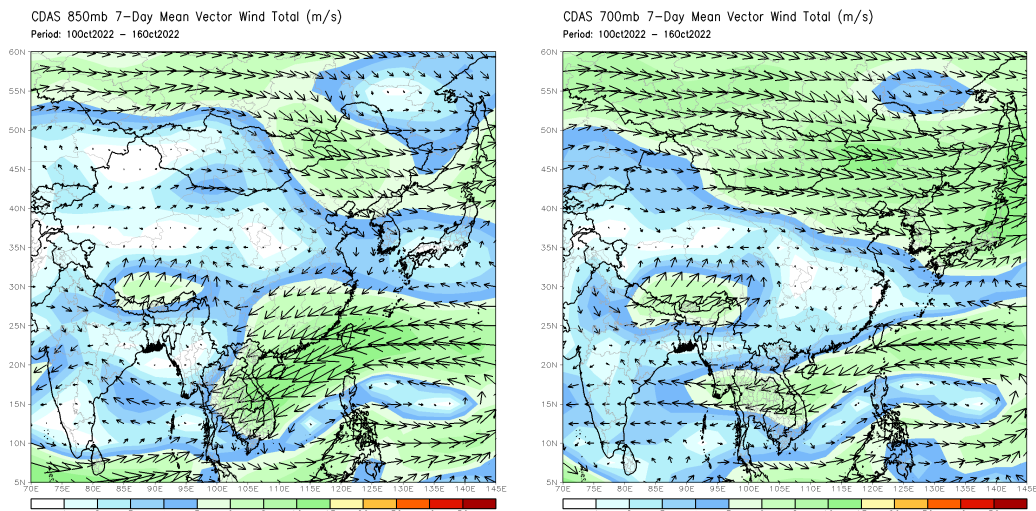 CDAS 850mb 7-Day Mean Vector Wind Total (m/s)
Period: 10Oct2022 - 16Oct2022
60N
55N
50N
45N
40N
35N
30N
25N
20N
15N
10N
5N
70E 75E 80E 85E 90E 95E 100E 105E 110E 115E 120E 125E 130E 135E 140E 145E
CDAS 700mb 7-Day Mean Vector Wind Total (m/s)
Period: 10Oct2022 - 16Oct2022
60N
55N
50N
45N
40N
35N
30N
25N
20N
15N
10N
5N
70E 75E 80E 85E 90E 95E 100E 105E 110E 115E 120E 125E 130E 135E 140E 145E